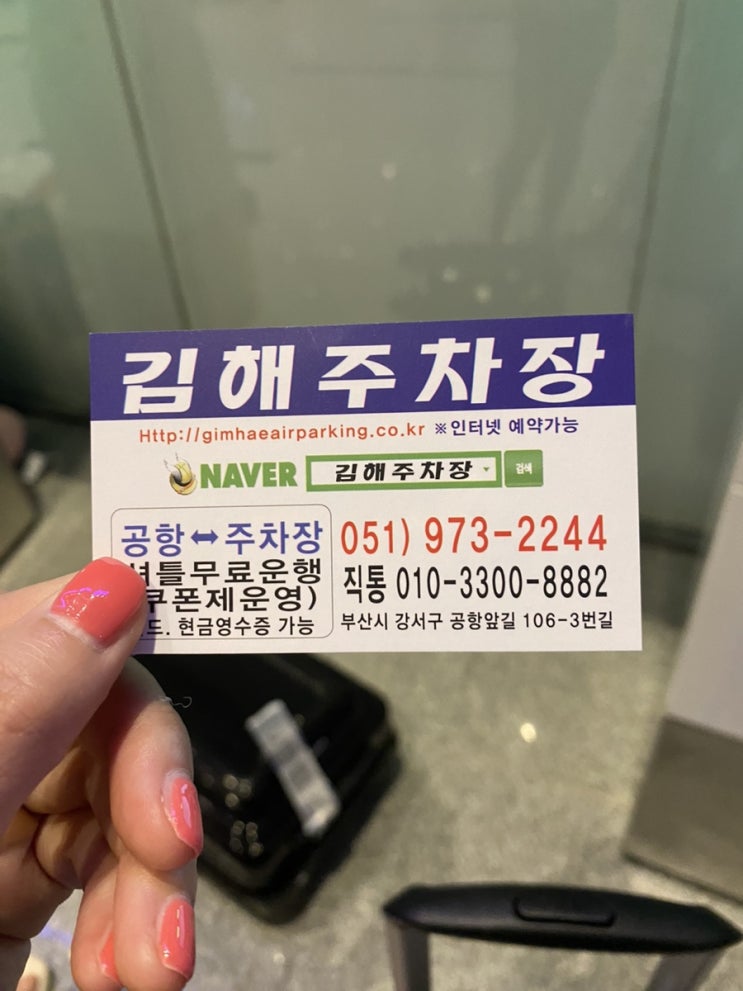 김해주차장
Http://gimhaeairparking.co.kr ※인터넷 예약가능
NAVER 김해주차장 검색
공항↔주차장
셔틀무료운행
쿠폰제운영)
현금영수증 가능
051) 973-2244
직통 010-3300-8882
부산시 강서구 공항앞길 106-3번길